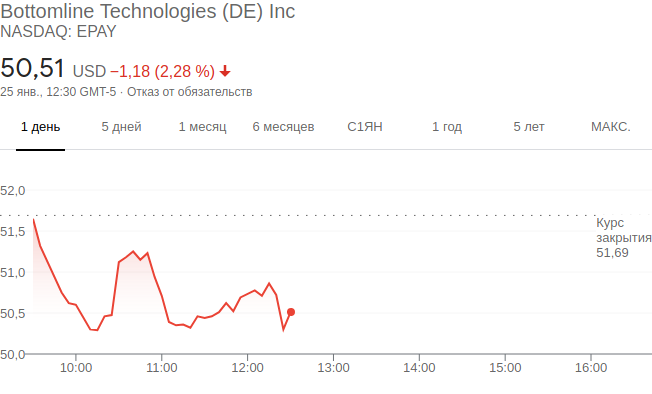 Bottomline Technologies (DE) Inc
NASDAQ: EPAY
50,51 USD −1,18 (2,28 %)
25 янв., 12:30 GMT-5 · Отказ от обязательств
1 день 5 дней 1 месяц 6 месяцев С1ЯН 1 год 5 лет МАКС.
52,0
Курс
51,5
закрытия
51,69
51,0
50,5
50,0
10:00 11:00 12:00 13:00 14:00 15:00 16:00